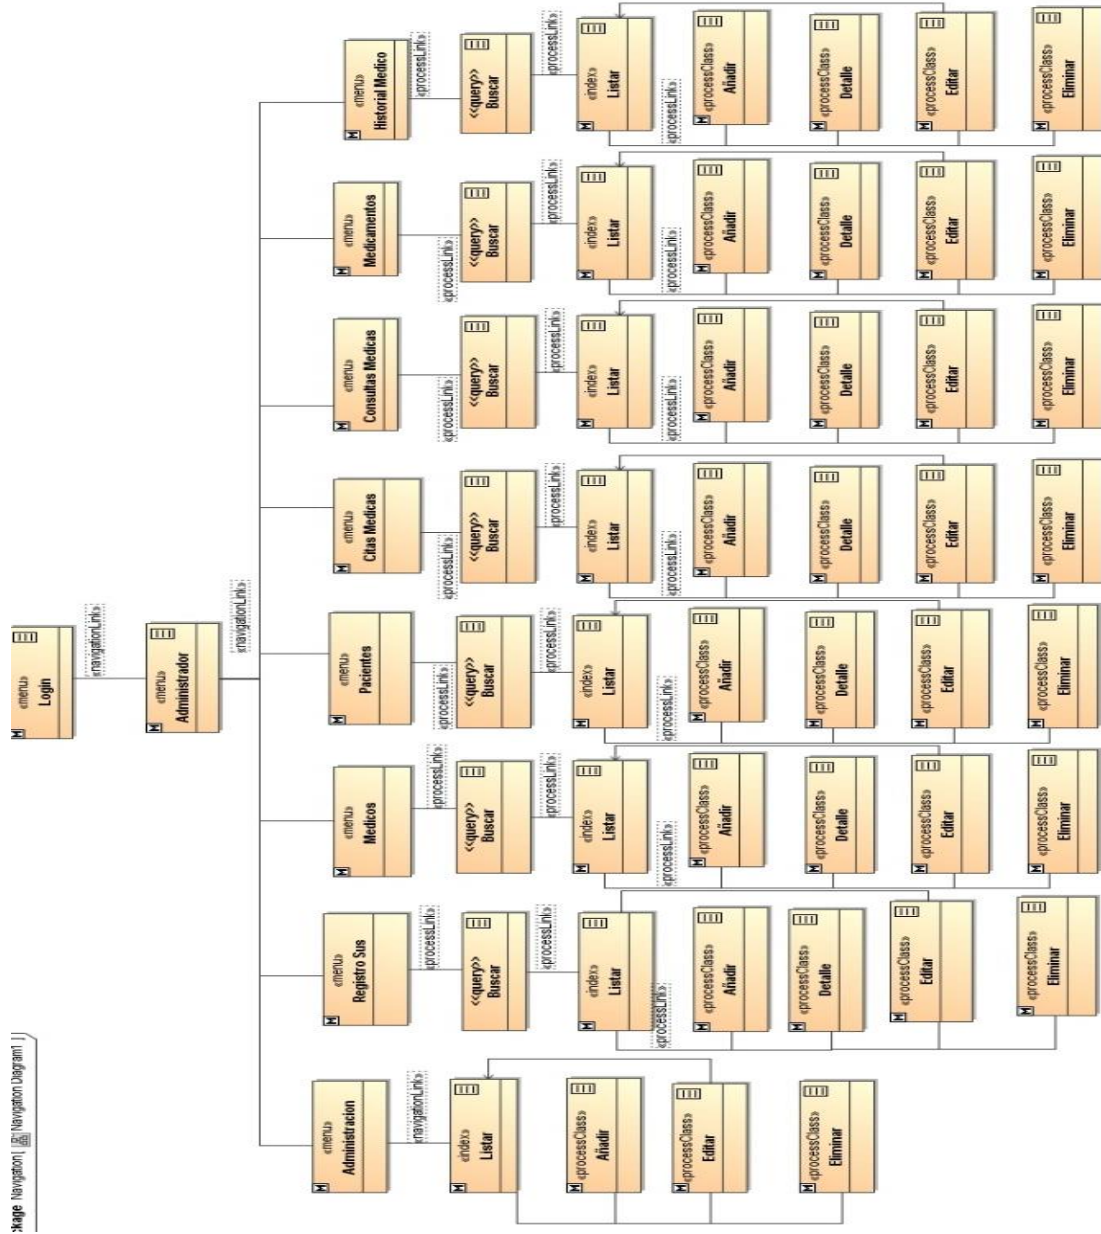 ckage Navigation[ Navigation Diagram1 ]
«menu»
Login
«navigationLink»
«menu»
Administrador
«navigationLink»
«menu»
Administracion
«navigationLink»
«index»
Listar
«processClass»
Añadir
«processClass»
Editar
«processClass»
Eliminar
«menu»
Registro Sus
«processLink»
<<query>>
Buscar
«processLink»
«index»
Listar
«processLink»
«processClass»
Añadir
«processClass»
Detalle
«processClass»
Editar
«processClass»
Eliminar
«menu»
Medicos
«processLink»
<<query>>
Buscar
«processLink»
«index»
Listar
«processLink»
«processClass»
Añadir
«processClass»
Detalle
«processClass»
Editar
«processClass»
Eliminar
«menu»
Pacientes
«processLink»
<<query>>
Buscar
«processLink»
«index»
Listar
«processLink»
«processClass»
Añadir
«processClass»
Detalle
«processClass»
Editar
«processClass»
Eliminar
«menu»
Citas Medicas
«processLink»
<<query>>
Buscar
«processLink»
«index»
Listar
«processLink»
«processClass»
Añadir
«processClass»
Detalle
«processClass»
Editar
«processClass»
Eliminar
«menu»
Consultas Medicas
«processLink»
<<query>>
Buscar
«processLink»
«index»
Listar
«processLink»
«processClass»
Añadir
«processClass»
Detalle
«processClass»
Editar
«processClass»
Eliminar
«menu»
Medicamentos
«processLink»
<<query>>
Buscar
«processLink»
«index»
Listar
«processLink»
«processClass»
Añadir
«processClass»
Detalle
«processClass»
Editar
«processClass»
Eliminar
«menu»
Historial Medico
«processLink»
<<query>>
Buscar
«processLink»
«index»
Listar
«processLink»
«processClass»
Añadir
«processClass»
Detalle
«processClass»
Editar
«processClass»
Eliminar